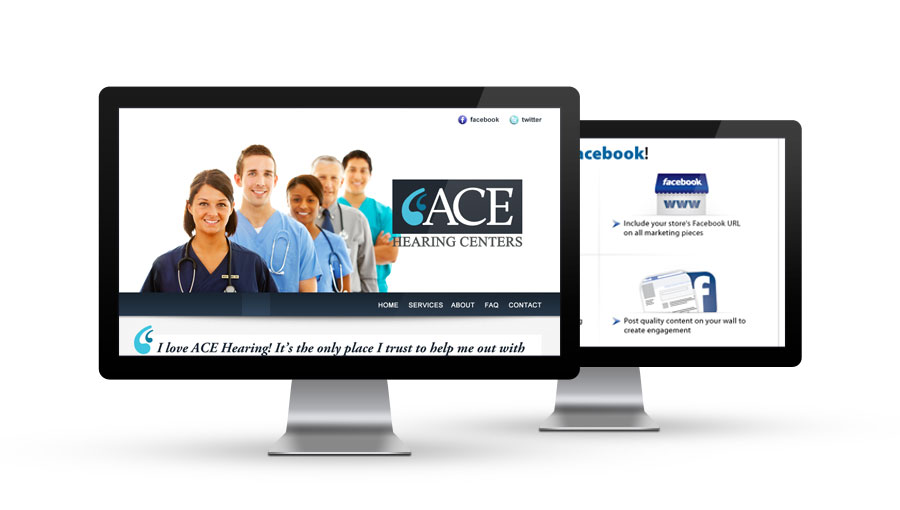 facebook twitter
ACE
HEARING CENTERS
HOME SERVICES ABOUT FAQ CONTACT
I love ACE Hearing! It's the only place I trust to help me out with
acebook!
facebook
www
Include your store's Facebook URL
on all marketing pieces
Post quality content on your wall to
create engagement